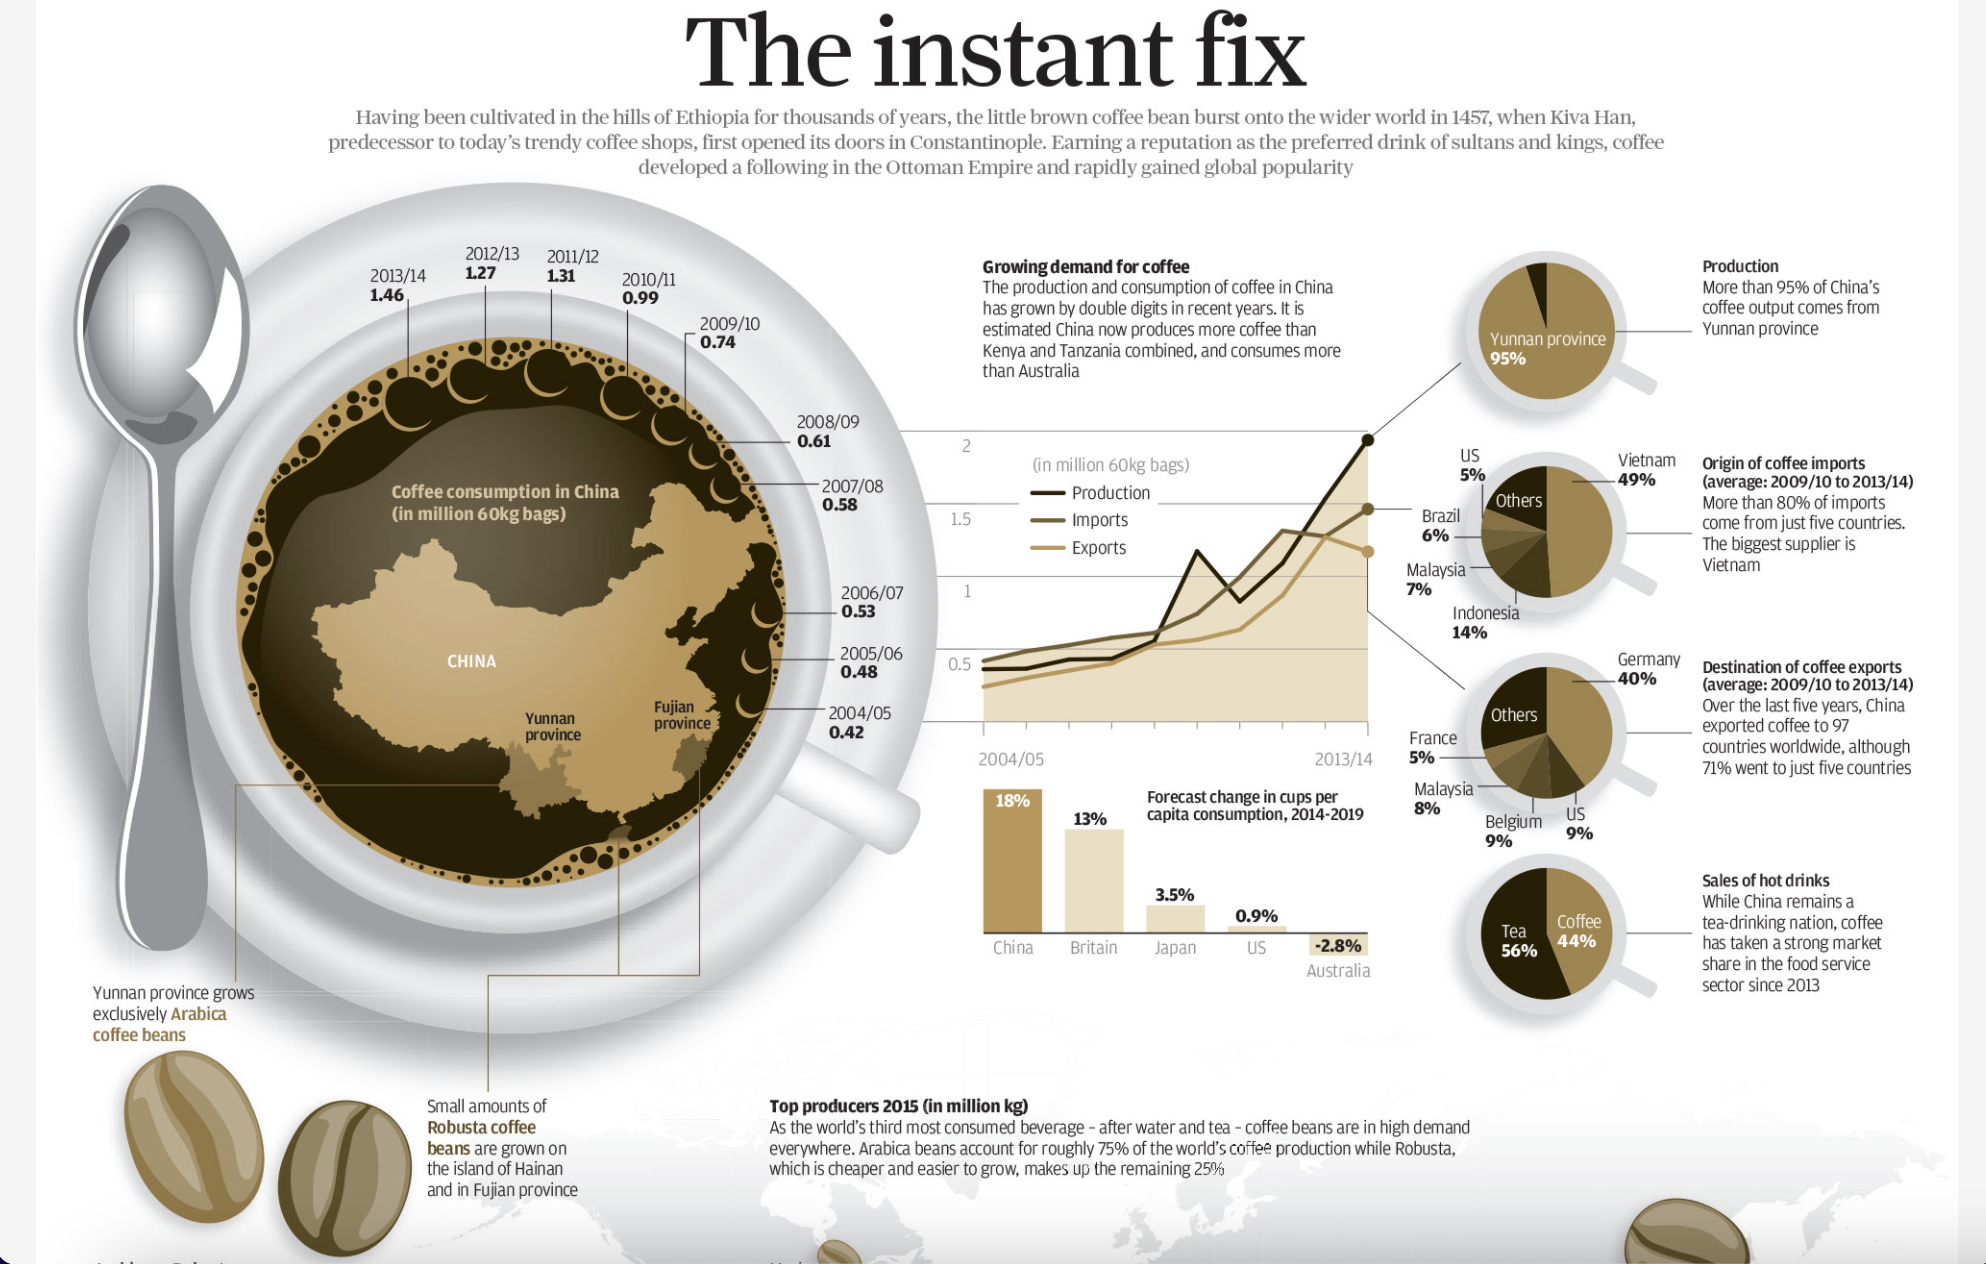 The instant fix
Having been cultivated in the hills of Ethiopia for thousands of years, the little brown coffee bean burst onto the wider world in 1457, when Kiva Han,
predecessor to today's trendy coffee shops, first opened its doors in Constantinople. Earning a reputation as the preferred drink of sultans and kings, coffee
developed a following in the Ottoman Empire and rapidly gained global popularity
2013/14
1.46
2012/13
1.27
2011/12
1.31
2010/11
0.99
2009/10
0.74
2008/09
0.61
2007/08
0.58
2006/07
0.53
2005/06
0.48
2004/05
0.42
Coffee consumption in China
(in million 60kg bags)
CHINA
Yunnan
province
Fujian
province
Yunnan province grows
exclusively Arabica
coffee beans
Small amounts of
Robusta coffee
beans are grown on
the island of Hainan
and in Fujian province
Growing demand for coffee
The production and consumption of coffee in China
has grown by double digits in recent years. It is
estimated China now produces more coffee than
Kenya and Tanzania combined, and consumes more
than Australia
2
1.5
1
0.5
(in million 60kg bags)
Production
Imports
Exports
2004/05
2013/14
Forecast change in cups per
capita consumption, 2014-2019
18%
13%
3.5%
0.9%
-2.8%
China
Britain
Japan
US
Australia
Yunnan province
95%
Production
More than 95% of China's
coffee output comes from
Yunnan province
US
5%
Others
Vietnam
49%
Brazil
6%
Malaysia
7%
Indonesia
14%
Origin of coffee imports
(average: 2009/10 to 2013/14)
More than 80% of imports
come from just five countries.
The biggest supplier is
Vietnam
Germany
40%
Others
France
5%
Malaysia
8%
Belgium
9%
US
9%
Destination of coffee exports
(average: 2009/10 to 2013/14)
Over the last five years, China
exported coffee to 97
countries worldwide, although
71% went to just five countries
Tea
56%
Coffee
44%
Sales of hot drinks
While China remains a
tea-drinking nation, coffee
has taken a strong market
share in the food service
sector since 2013
Top producers 2015 (in million kg)
As the world's third most consumed beverage – after water and tea – coffee beans are in high demand
everywhere. Arabica beans account for roughly 75% of the world's coffee production while Robusta,
which is cheaper and easier to grow, makes up the remaining 25%